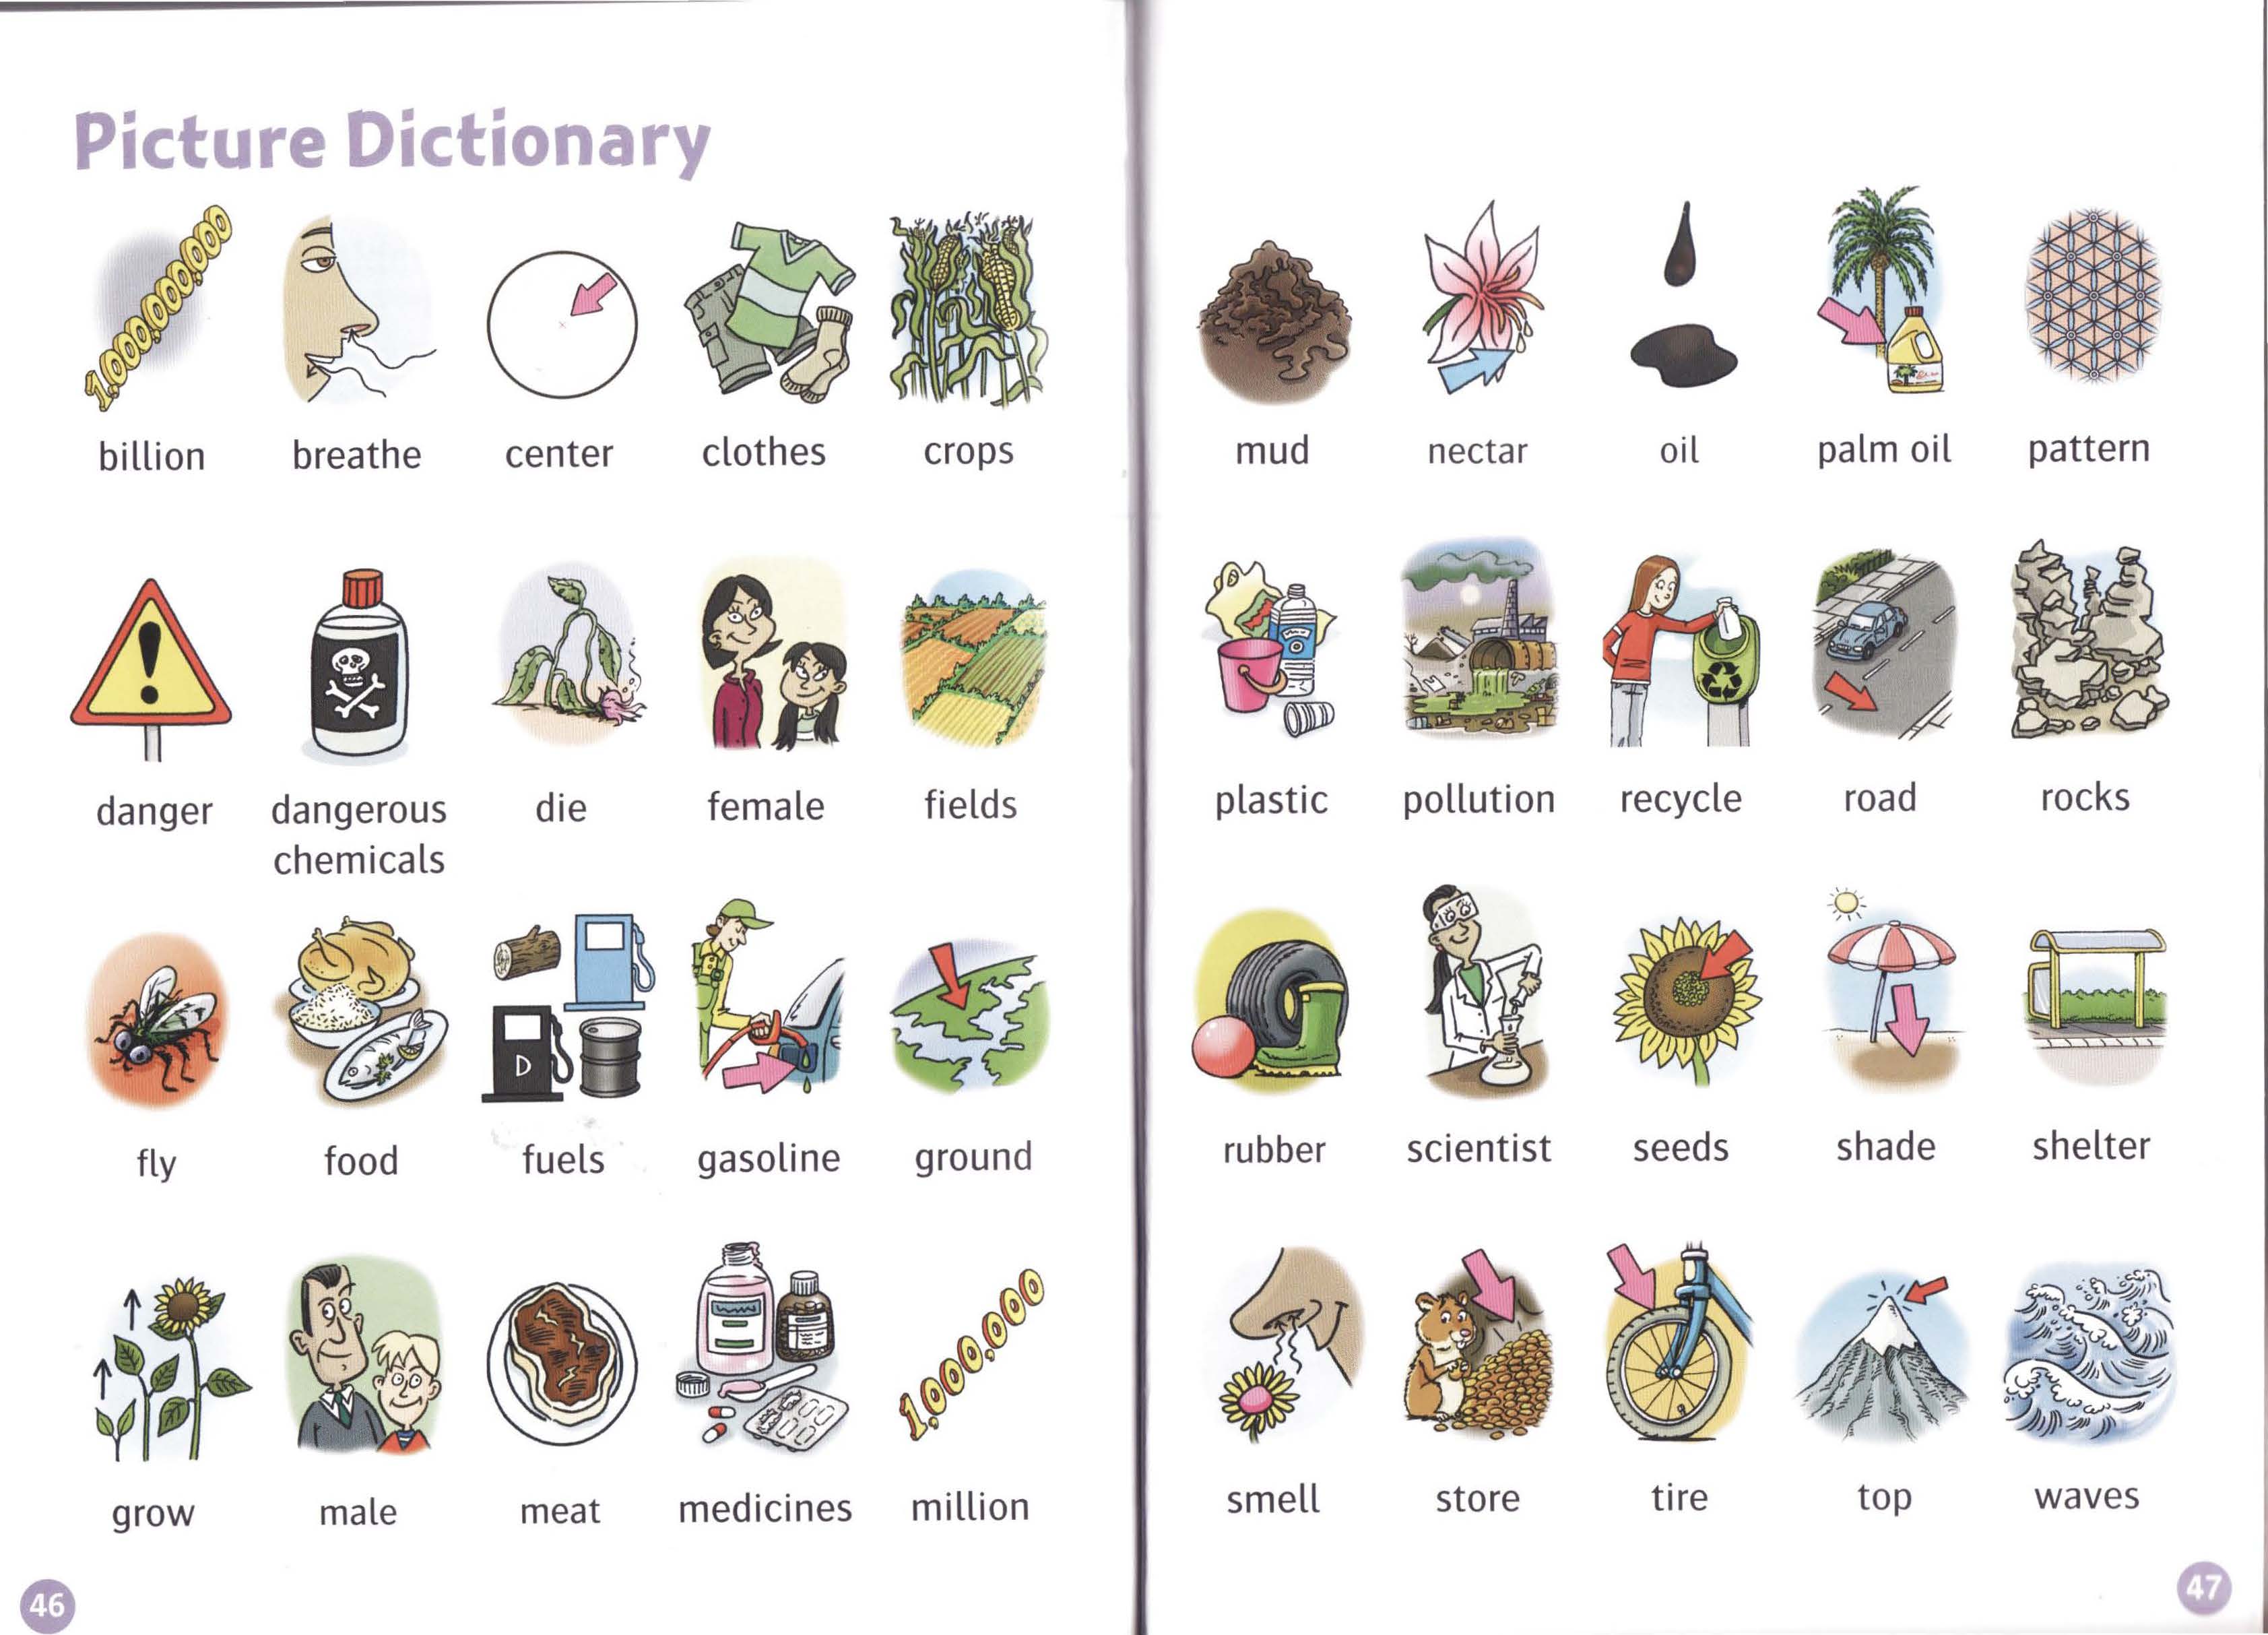 Picture Dictionary
1,000,000,000
billion
breathe
center
clothes
crops
danger
dangerous
chemicals
die
female
fields
fly
food
D
fuels
gasoline
ground
grow
male
meat
medicines
1,000,000
million
46
mud
nectar
oil
palm oil
pattern
plastic
pollution
recycle
road
rocks
rubber
scientist
seeds
shade
shelter
smell
store
tire
top
waves
47